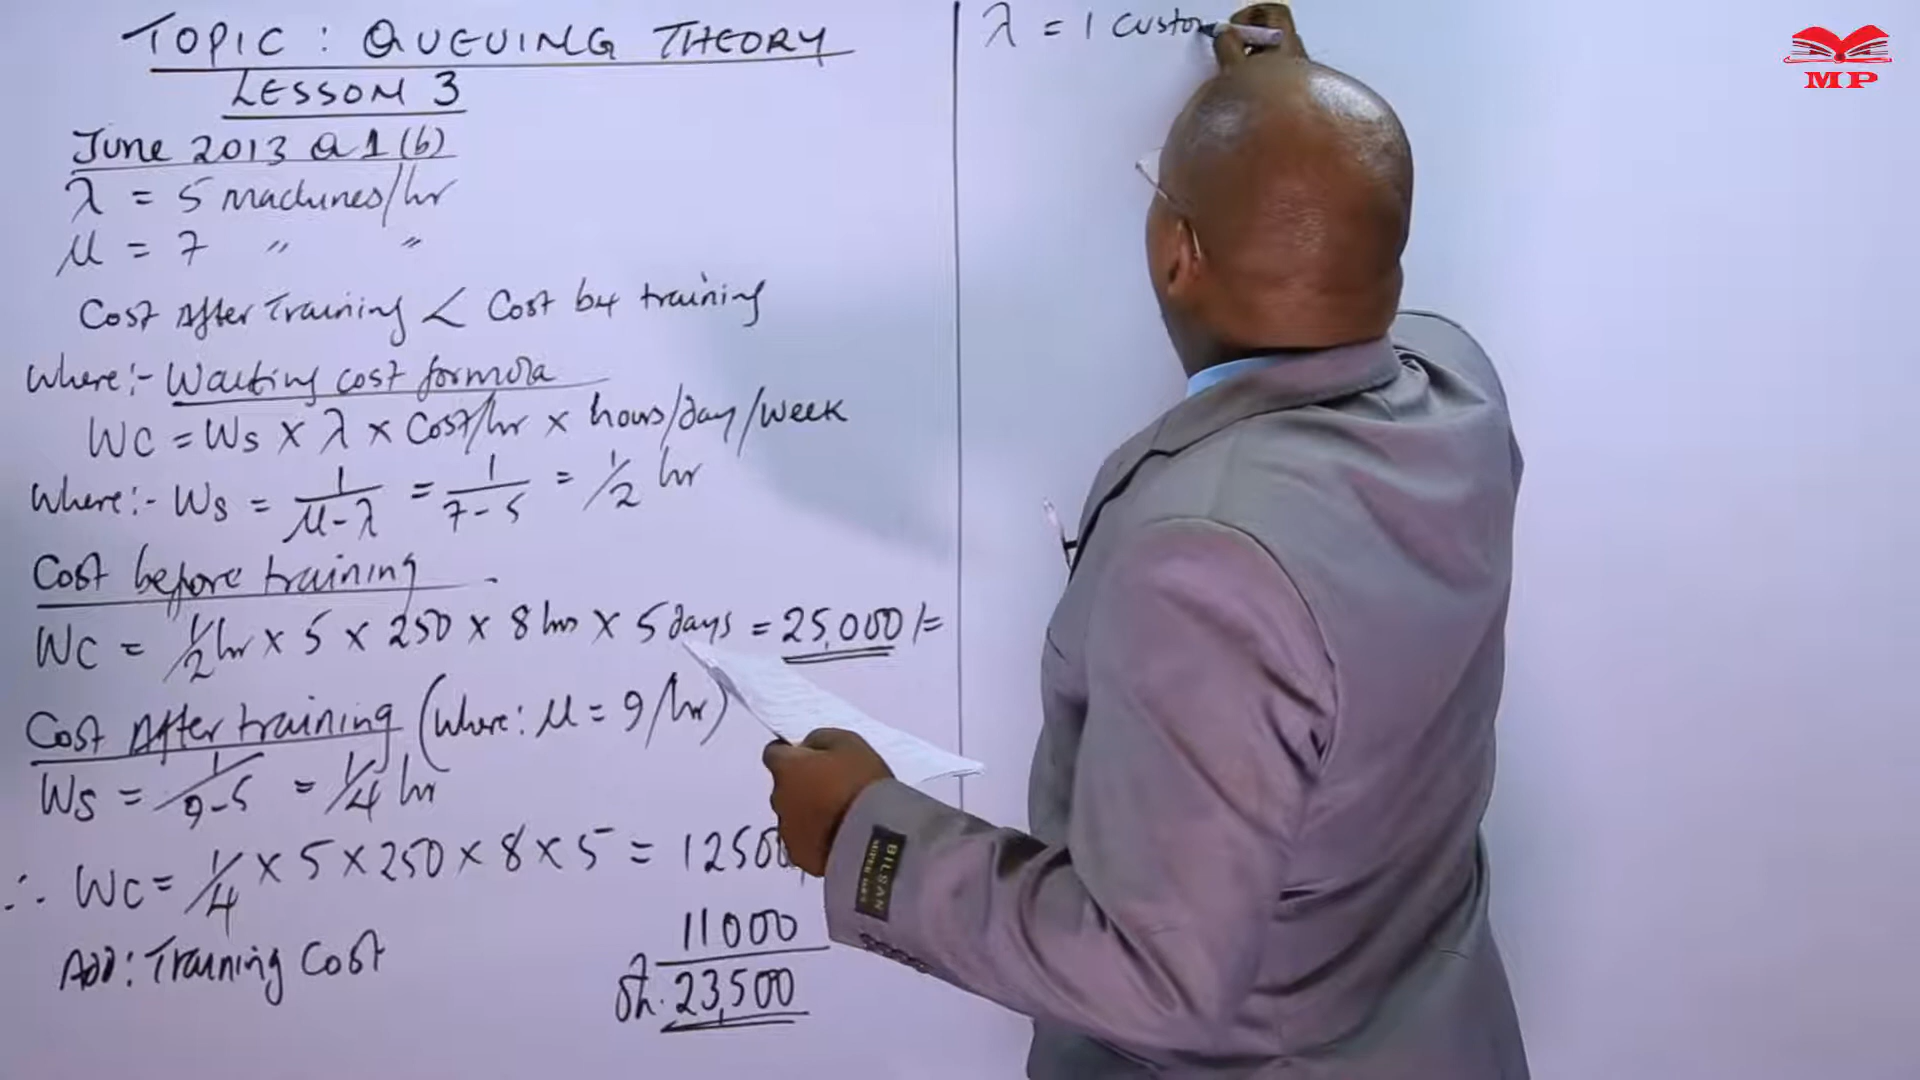 TOPIC: QUEUING THEORY
LESSON 3
June 2013 Q1(b)
λ = 5 machines/hr
μ = 7 " "
Cost After Training < Cost b4 training
Where:- Waiting cost formula
WC = Ws × λ × Cost/hr × hours/day/week
Where:- Ws = 1/(μ-λ) = 1/(7-5) = 1/2 hr
Cost before training
WC = 1/2 hr × 5 × 250 × 8 hrs × 5 days = 25,000/=
Cost After training (where: μ = 9/hr)
Ws = 1/(9-5) = 1/4 hr
∴ WC = 1/4 × 5 × 250 × 8 × 5 = 12500
Add: Training Cost 11000
Sh. 23,500
λ = 1 custo
MP
BILSAN